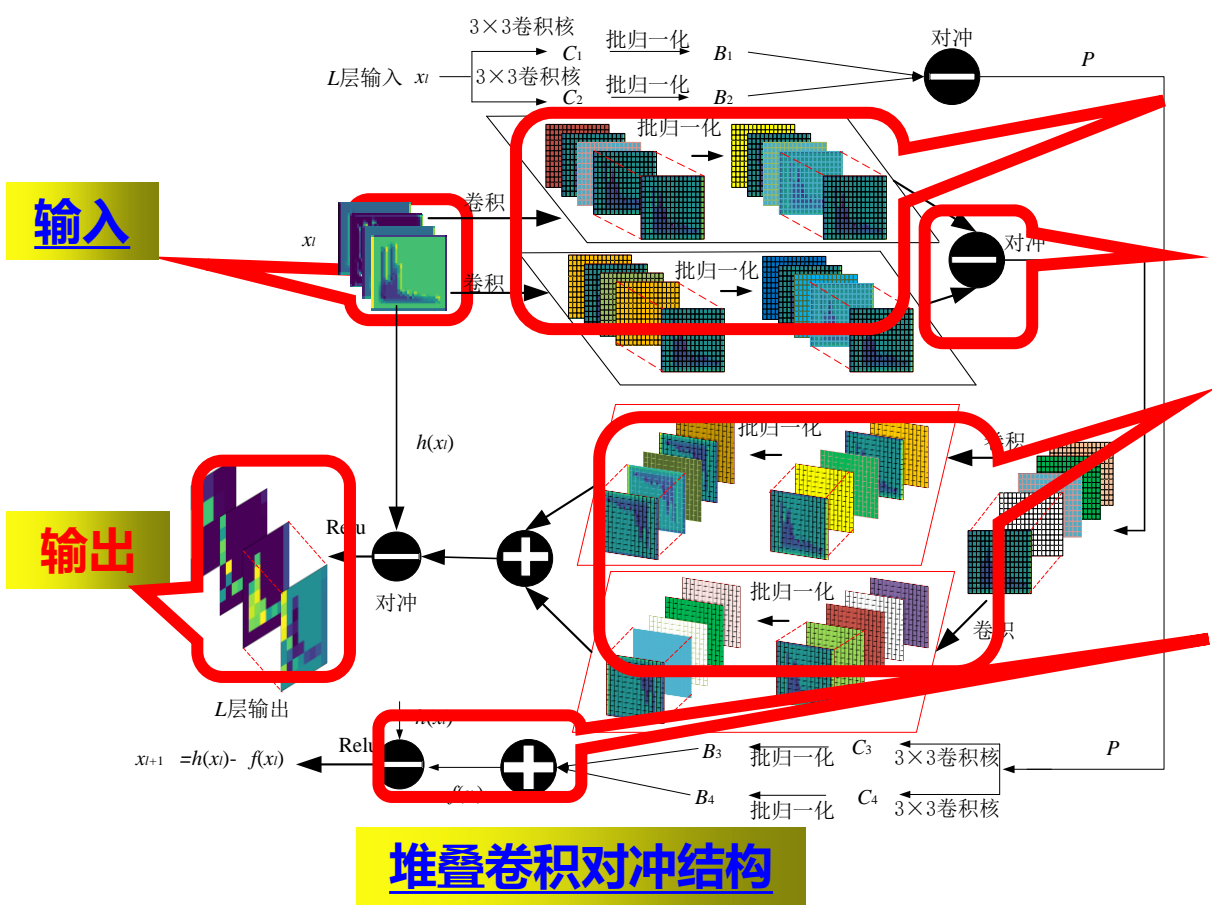 3×3卷积核
C1
批归一化
B1
对冲
P
L层输入 xl
3×3卷积核
C2
批归一化
B2
批归一化
输入
卷积
xl
对冲
卷积
批归一化
h(xl)
批归一化
卷积
输出
Relu
对冲
批归一化
卷积
L层输出
h(xl)
xl+1 =h(xl)- f(xl)
Relu
B3
批归一化
C3
3×3卷积核
P
f(xl)
B4
批归一化
C4
3×3卷积核
堆叠卷积对冲结构